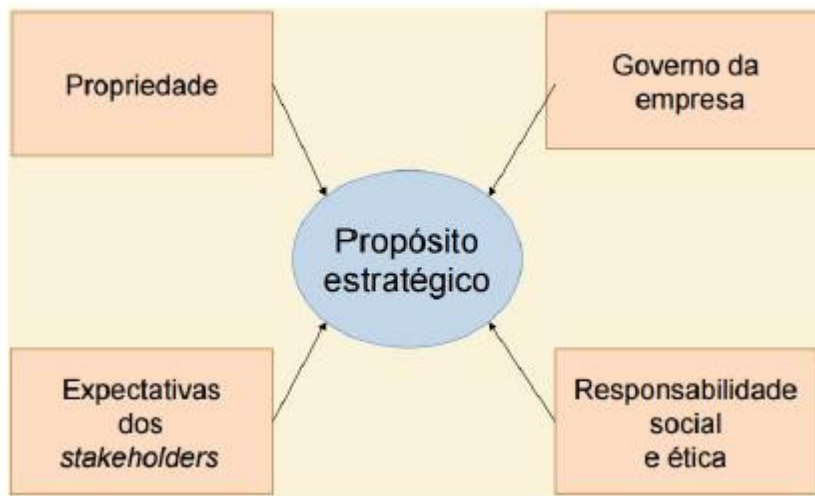 Propriedade
Governo da
empresa
Propósito
estratégico
Expectativas
dos
stakeholders
Responsabilidade
social
e ética